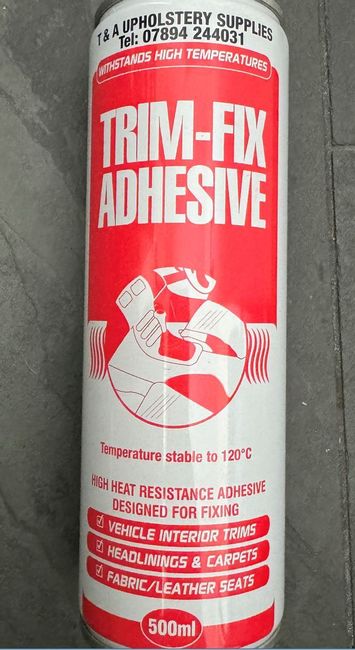 T & A UPHOLSTERY SUPPLIES
Tel: 07894 244031
WITHSTANDS HIGH TEMPERATURES
TRIM-FIX
ADHESIVE
Temperature stable to 120°C
HIGH HEAT RESISTANCE ADHESIVE
DESIGNED FOR FIXING
VEHICLE INTERIOR TRIMS
HEADLININGS & CARPETS
FABRIC/LEATHER SEATS
500ml